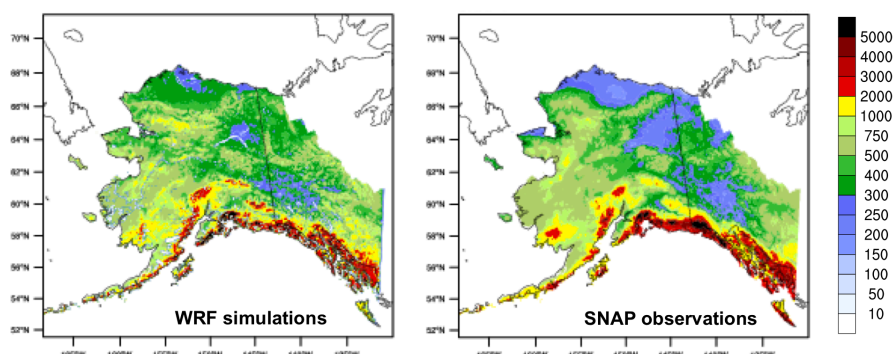 70°N
68°N
66°N
64°N
62°N
60°N
58°N
56°N
54°N
52°N
WRF simulations
70°N
68°N
66°N
64°N
62°N
60°N
58°N
56°N
54°N
52°N
SNAP observations
5000
4000
3000
2000
1000
750
500
400
300
250
200
150
100
50
10